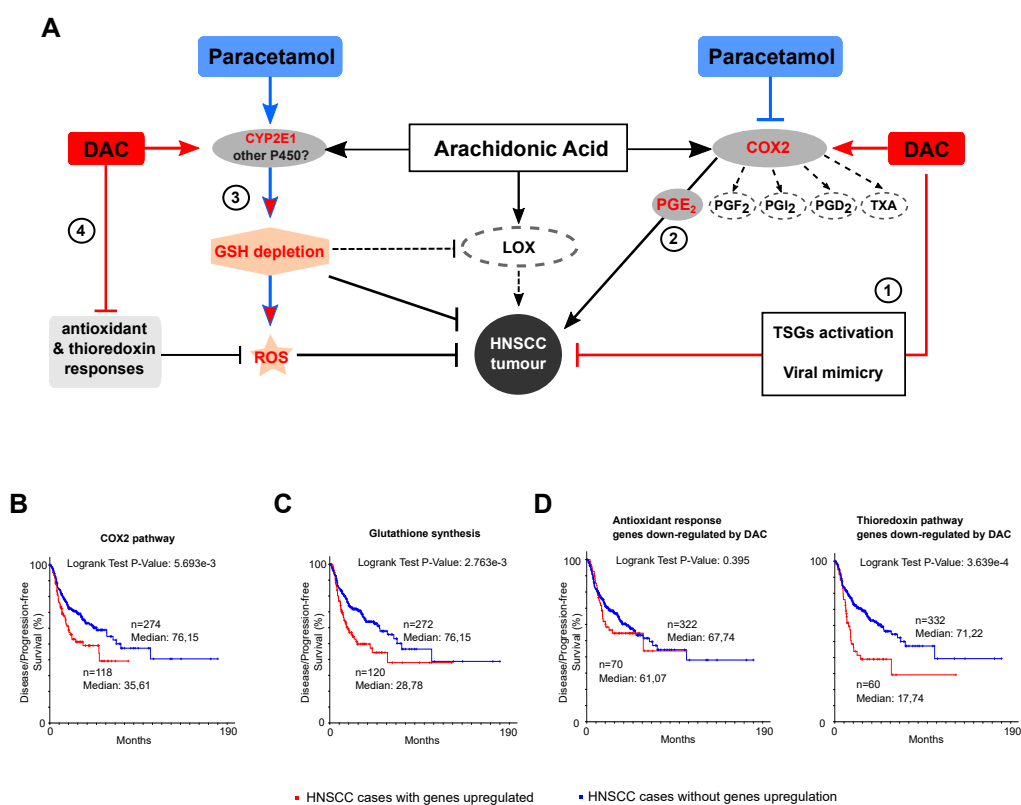 A
Paracetamol
Paracetamol
DAC
CYP2E1
other P450?
Arachidonic Acid
COX2
DAC
3
4
PGE2
PGF2
PGI2
PGD2
TXA
2
GSH depletion
LOX
1
antioxidant
& thioredoxin
responses
ROS
HNSCC
tumour
TSGs activation
Viral mimicry
B
COX2 pathway
Logrank Test P-Value: 5.693e-3
100
Disease/Progression-free
Survival (%)
n=274
Median: 76,15
n=118
Median: 35,61
0
Months
190
C
Glutathione synthesis
Logrank Test P-Value: 2.763e-3
100
Disease/Progression-free
Survival (%)
n=272
Median: 76,15
n=120
Median: 28,78
0
Months
190
D
Antioxidant response
genes down-regulated by DAC
Logrank Test P-Value: 0.395
100
Disease/Progression-free
Survival (%)
n=322
Median: 67,74
n=70
Median: 61,07
0
Months
190
Thioredoxin pathway
genes down-regulated by DAC
Logrank Test P-Value: 3.639e-4
100
Disease/Progression-free
Survival (%)
n=332
Median: 71,22
n=60
Median: 17,74
0
Months
190
HNSCC cases with genes upregulated
HNSCC cases without genes upregulation